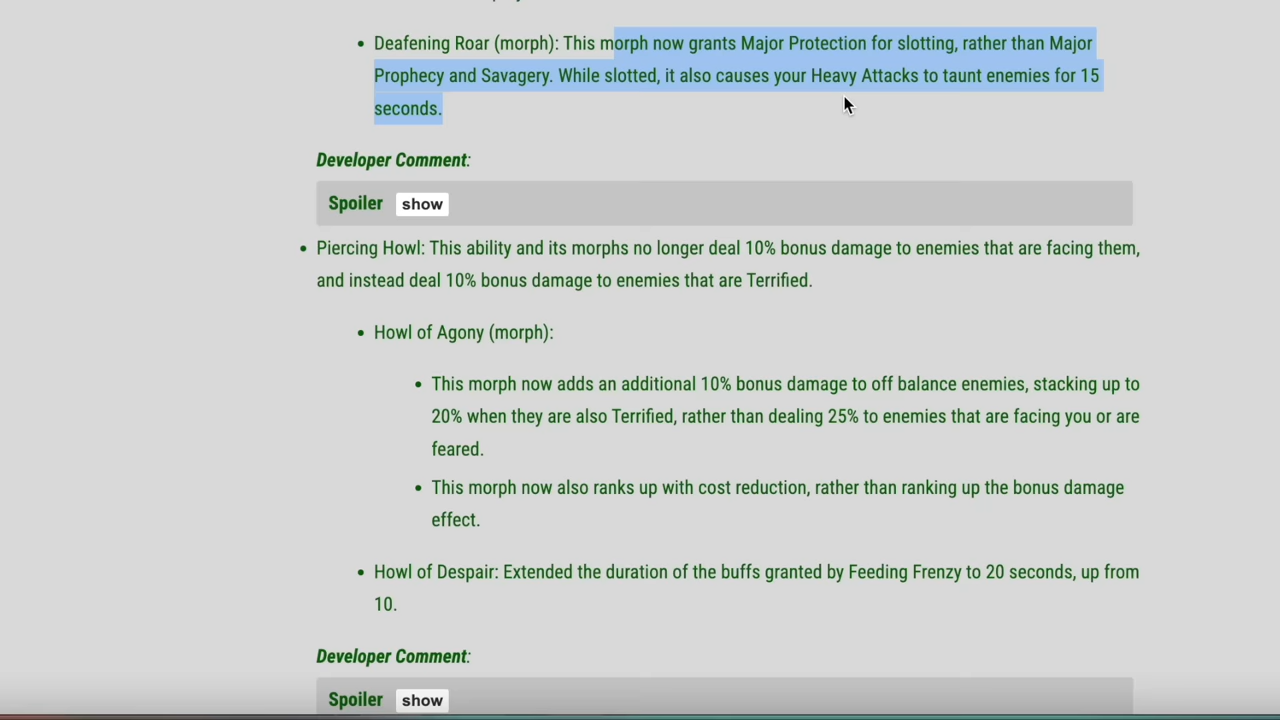 • Deafening Roar (morph): This morph now grants Major Protection for slotting, rather than Major
Prophecy and Savagery. While slotted, it also causes your Heavy Attacks to taunt enemies for 15
seconds.
Developer Comment:
Spoiler show
• Piercing Howl: This ability and its morphs no longer deal 10% bonus damage to enemies that are facing them,
and instead deal 10% bonus damage to enemies that are Terrified.
• Howl of Agony (morph):
• This morph now adds an additional 10% bonus damage to off balance enemies, stacking up to
20% when they are also Terrified, rather than dealing 25% to enemies that are facing you or are
feared.
• This morph now also ranks up with cost reduction, rather than ranking up the bonus damage
effect.
• Howl of Despair: Extended the duration of the buffs granted by Feeding Frenzy to 20 seconds, up from
10.
Developer Comment:
Spoiler show